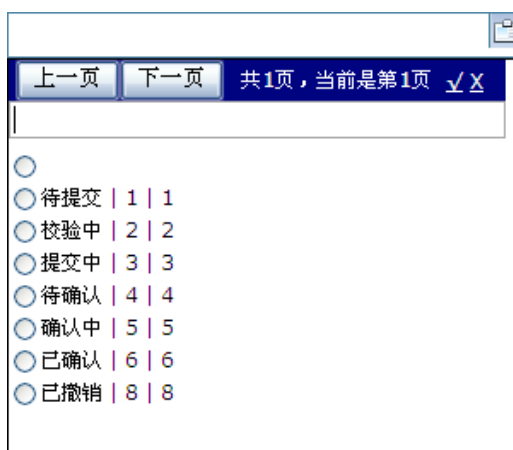 上一页 下一页 共1页，当前是第1页 √ X
待提交 | 1 | 1
校验中 | 2 | 2
提交中 | 3 | 3
待确认 | 4 | 4
确认中 | 5 | 5
已确认 | 6 | 6
已撤销 | 8 | 8